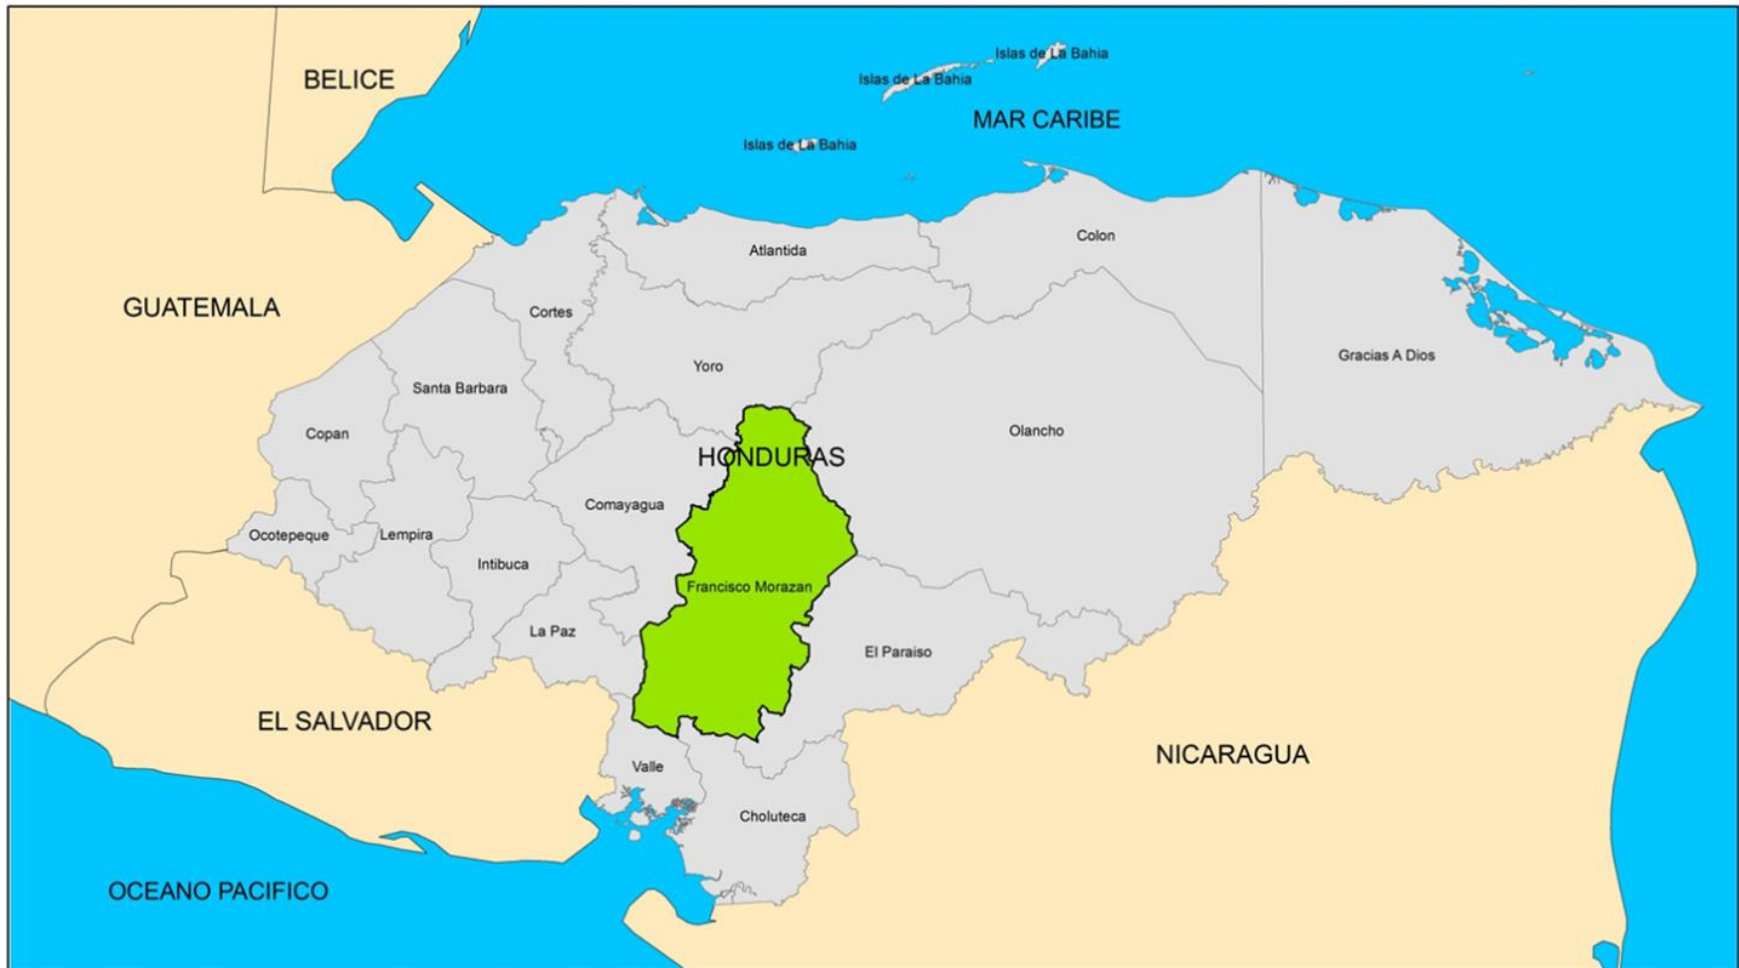 Islas de La Bahia
BELICE
Islas de La Bahia
MAR CARIBE
Islas de La Bahia
Colon
Atlantida
GUATEMALA
Cortes
Gracias A Dios
Yoro
Santa Barbara
Olancho
Copan
HONDURAS
Comayagua
Ocotepeque
Lempira
Intibuca
Francisco Morazan
La Paz
El Paraiso
EL SALVADOR
NICARAGUA
Valle
Choluteca
OCEANO PACIFICO